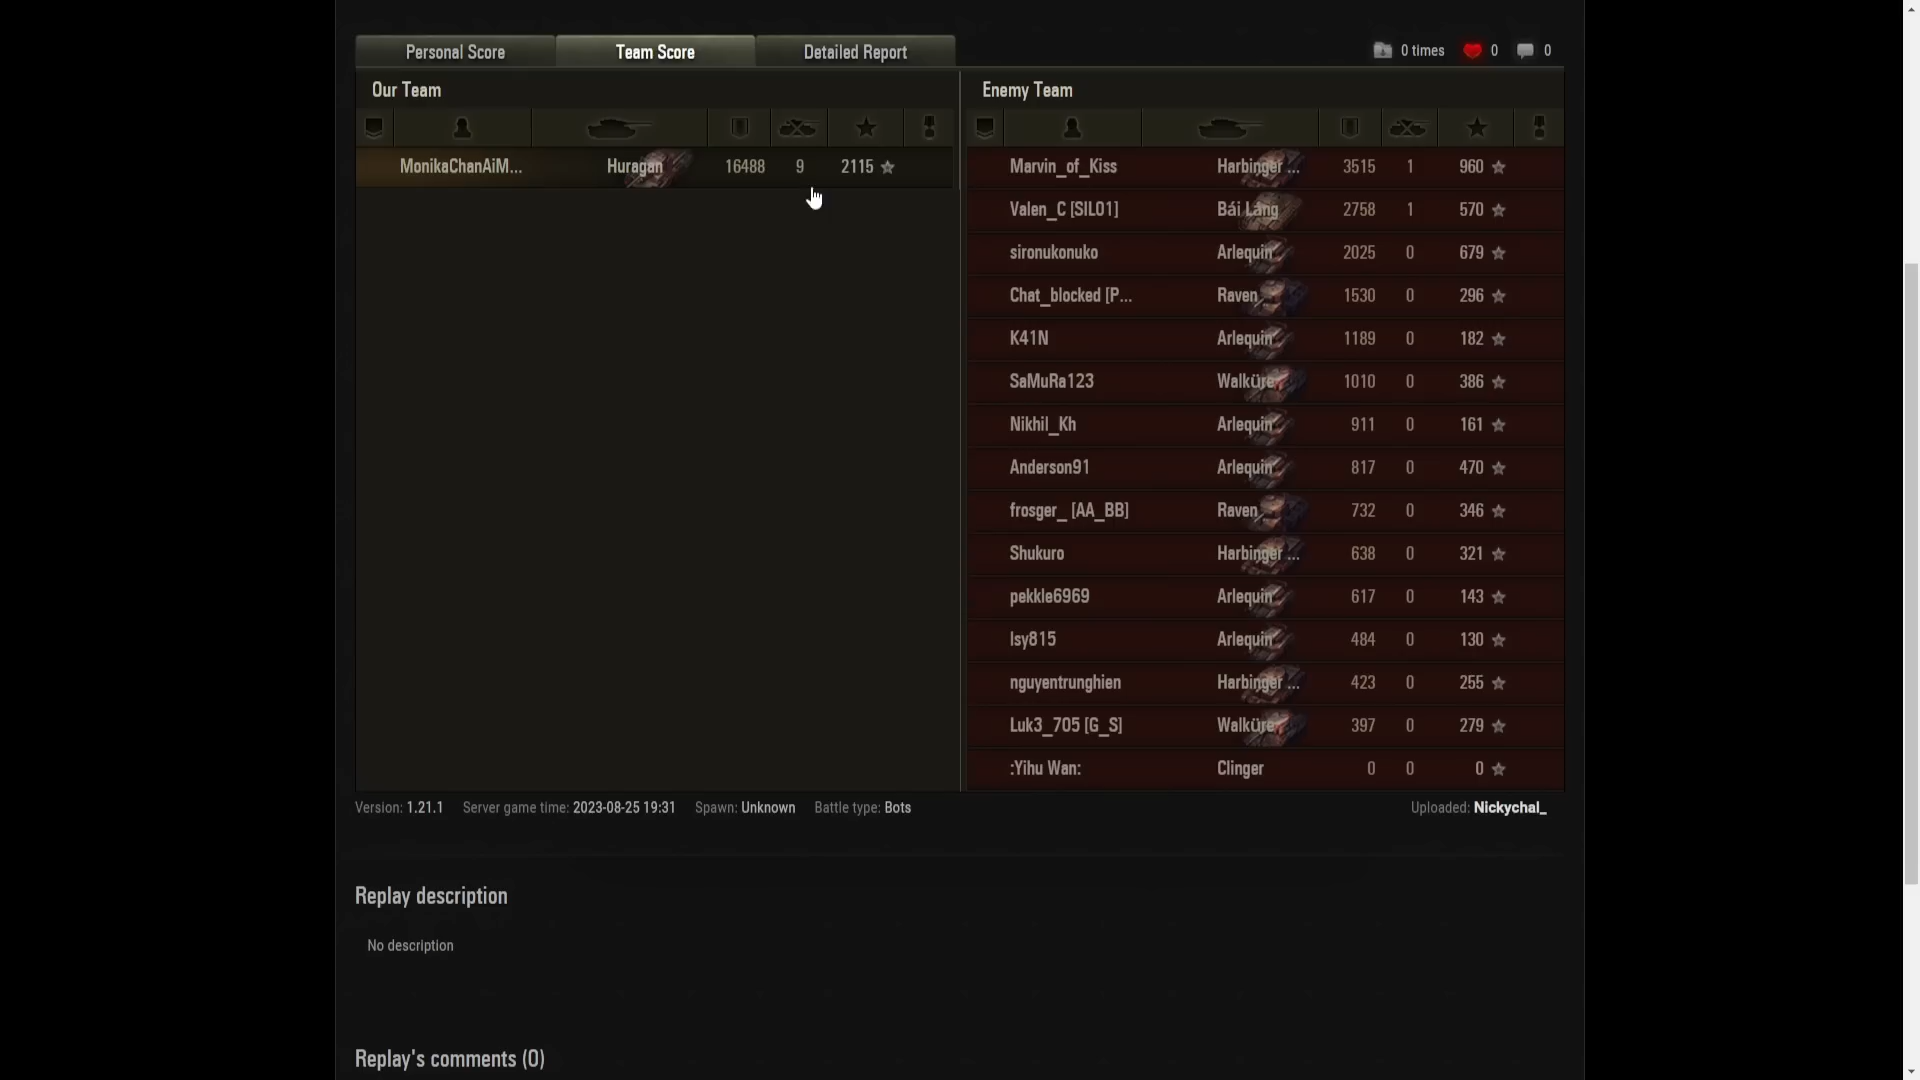 Personal Score Team Score Detailed Report 0 times 0 0
Our Team
MonikaChanAiM... Huragan 16488 9 2115
Enemy Team
Marvin_of_Kiss Harbinger ... 3515 1 960
Valen_C [SIL01] Bái Láng 2758 1 570
sironukonuko Arlequin 2025 0 679
Chat_blocked [P... Raven 1530 0 296
K41N Arlequin 1189 0 182
SaMuRa123 Walküre 1010 0 386
Nikhil_Kh Arlequin 911 0 161
Anderson91 Arlequin 817 0 470
frosger_ [AA_BB] Raven 732 0 346
Shukuro Harbinger ... 638 0 321
pekkle6969 Arlequin 617 0 143
lsy815 Arlequin 484 0 130
nguyentrunghien Harbinger ... 423 0 255
Luk3_705 [G_S] Walküre 397 0 279
:Yihu Wan: Clinger 0 0 0
Version: 1.21.1 Server game time: 2023-08-25 19:31 Spawn: Unknown Battle type: Bots Uploaded: Nickychal_
Replay description
No description
Replay's comments (0)